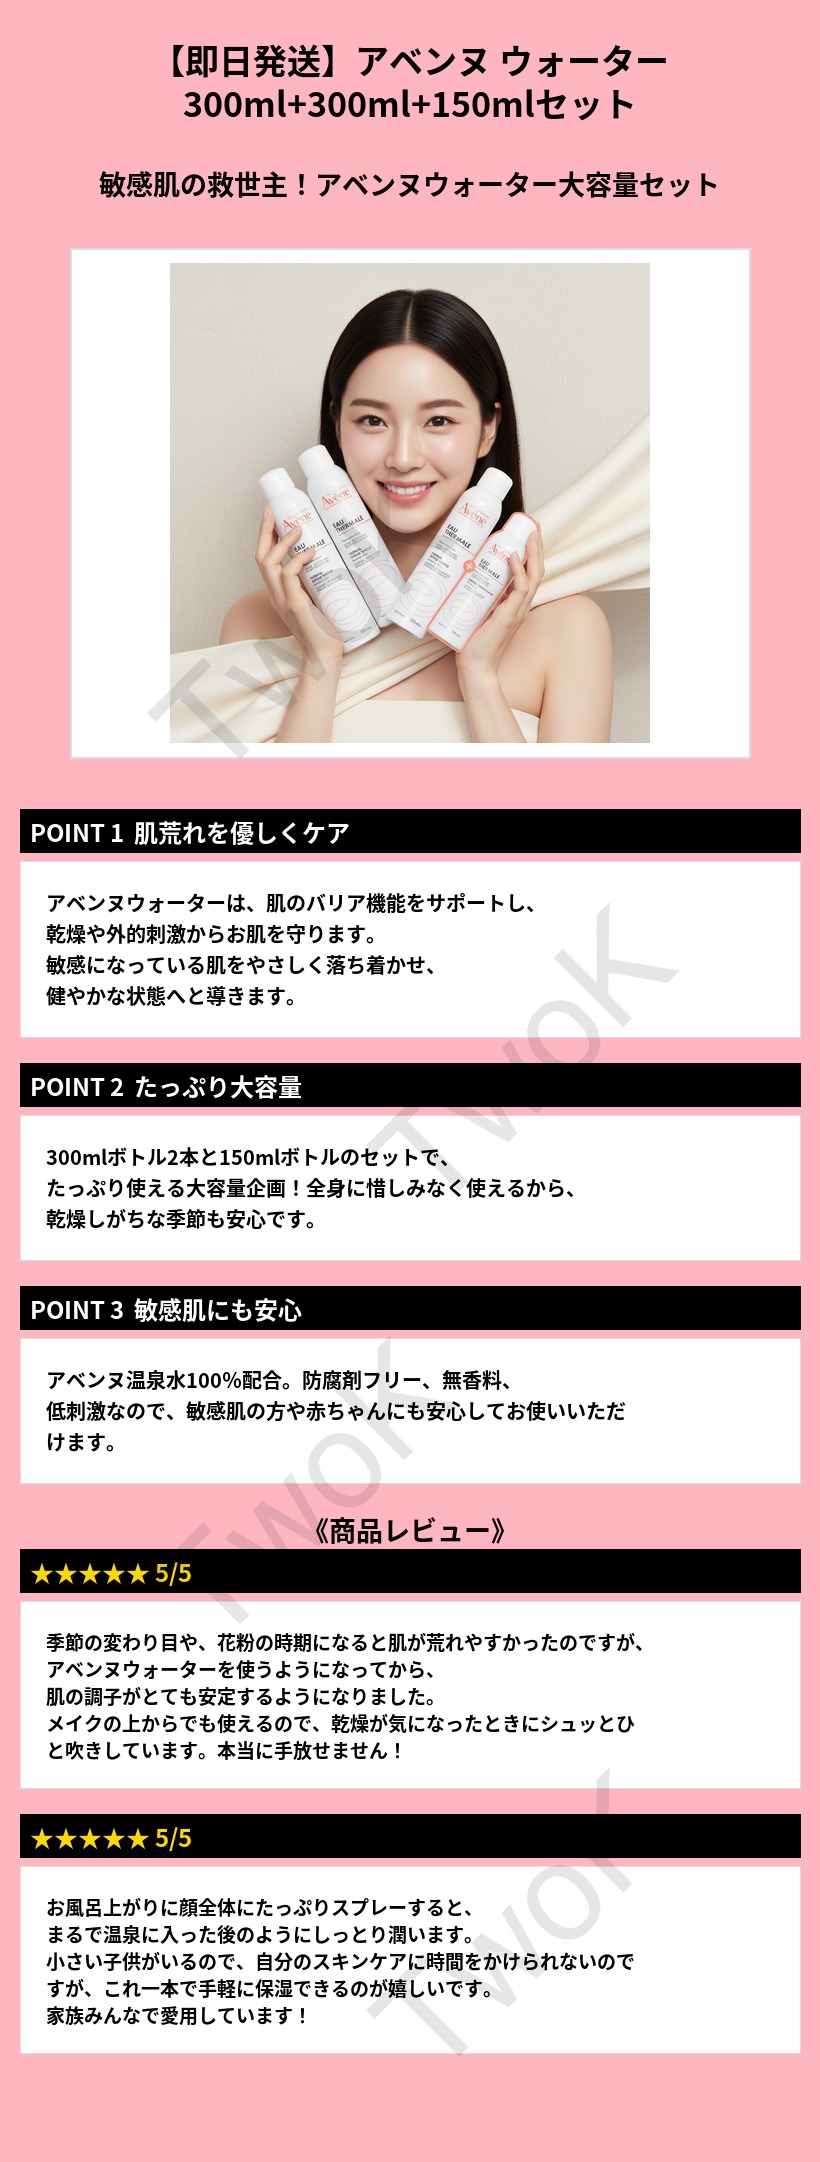 【即日発送】アベンヌ ウォーター
300ml+300ml+150mlセット
敏感肌の救世主！アベンヌウォーター大容量セット
Avène
EAU
THERMALE
Avène
EAU
THERMALE
Avène
EAU
THERMALE
Avène
EAU
THERMALE
TwoK
POINT 1 肌荒れを優しくケア
アベンヌウォーターは、肌のバリア機能をサポートし、
乾燥や外的刺激からお肌を守ります。
敏感になっている肌をやさしく落ち着かせ、
健やかな状態へと導きます。
TwoK
POINT 2 たっぷり大容量
300mlボトル2本と150mlボトルのセットで、
たっぷり使える大容量企画！全身に惜しみなく使えるから、
乾燥しがちな季節も安心です。
POINT 3 敏感肌にも安心
アベンヌ温泉水100%配合。防腐剤フリー、無香料、
低刺激なので、敏感肌の方や赤ちゃんにも安心してお使いいただ
けます。
TwoK
《商品レビュー》
★★★★★ 5/5
季節の変わり目や、花粉の時期になると肌が荒れやすかったのですが、
アベンヌウォーターを使うようになってから、
肌の調子がとても安定するようになりました。
メイクの上からでも使えるので、乾燥が気になったときにシュッとひ
と吹きしています。本当に手放せません！
★★★★★ 5/5
お風呂上がりに顔全体にたっぷりスプレーすると、
まるで温泉に入った後のようにしっとり潤います。
小さい子供がいるので、自分のスキンケアに時間をかけられないので
すが、これ一本で手軽に保湿できるのが嬉しいです。
家族みんなで愛用しています！
TwoK